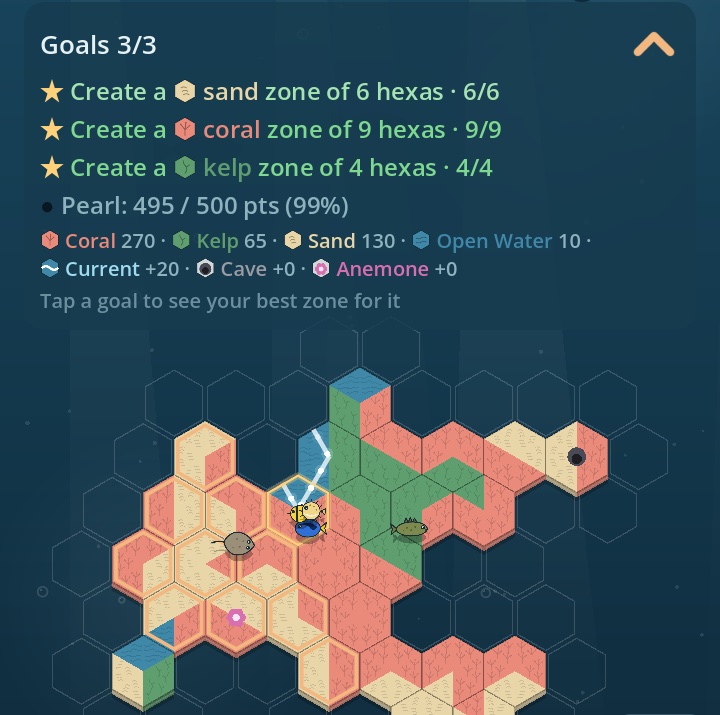 Goals 3/3
Create a sand zone of 6 hexas · 6/6
Create a coral zone of 9 hexas · 9/9
Create a kelp zone of 4 hexas · 4/4
Pearl: 495 / 500 pts (99%)
Coral 270 · Kelp 65 · Sand 130 · Open Water 10 ·
Current +20 · Cave +0 · Anemone +0
Tap a goal to see your best zone for it